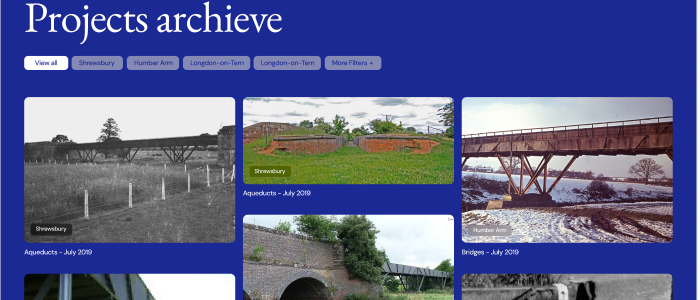 Projects archieve
View all
Shrewsbury
Humber Arm
Longdon-on-Tern
Longdon-on-Tern
More Filters +
Shrewsbury
Aqueducts - July 2019
Shrewsbury
Aqueducts - July 2019
Humber Arm
Bridges - July 2019